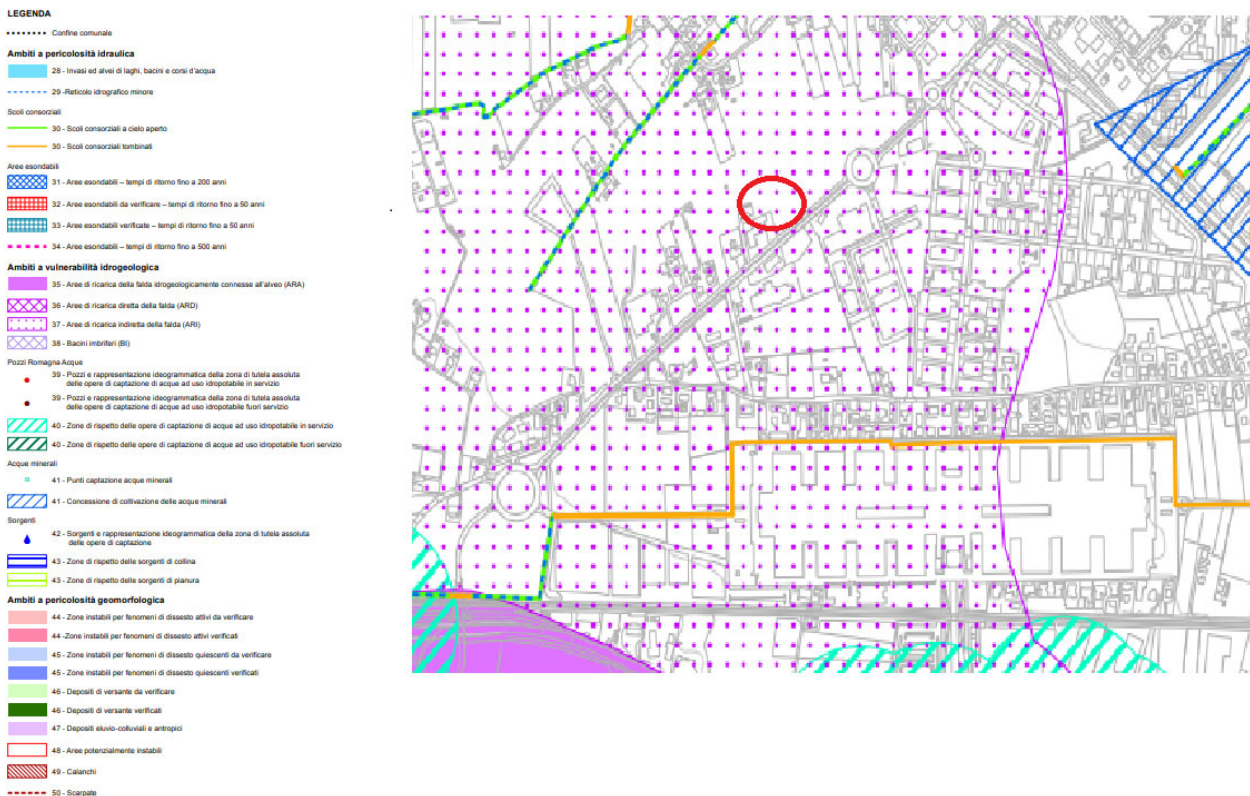 LEGENDA
Confine comunale
Ambiti a pericolosità idraulica
28 - Invasi ed alvei di laghi, bacini e corsi d'acqua
29 -Reticolo idrografico minore
Scoli consorziali
30 - Scoli consorziali a cielo aperto
30 - Scoli consorziali tombinati
Aree esondabili
31 - Aree esondabili – tempi di ritorno fino a 200 anni
32 - Aree esondabili da verificare – tempi di ritorno fino a 50 anni
33 - Aree esondabili verificate – tempi di ritorno fino a 50 anni
34 - Aree esondabili – tempi di ritorno fino a 500 anni
Ambiti a vulnerabilità idrogeologica
35 - Aree di ricarica della falda idrogeologicamente connesse all'alveo (ARA)
36 - Aree di ricarica diretta della falda (ARD)
37 - Aree di ricarica indiretta della falda (ARI)
38 - Bacini imbriferi (BI)
Pozzi Romagna Acque
39 - Pozzi e rappresentazione ideogrammatica della zona di tutela assoluta
delle opere di captazione di acque ad uso idropotabile in servizio
39 - Pozzi e rappresentazione ideogrammatica della zona di tutela assoluta
delle opere di captazione di acque ad uso idropotabile fuori servizio
40 - Zone di rispetto delle opere di captazione di acque ad uso idropotabile in servizio
40 - Zone di rispetto delle opere di captazione di acque ad uso idropotabile fuori servizio
Acque minerali
41 - Punti captazione acque minerali
41 - Concessione di coltivazione delle acque minerali
Sorgenti
42 - Sorgenti e rappresentazione ideogrammatica della zona di tutela assoluta
delle opere di captazione
43 - Zone di rispetto delle sorgenti di collina
43 - Zone di rispetto delle sorgenti di pianura
Ambiti a pericolosità geomorfologica
44 - Zone instabili per fenomeni di dissesto attivi da verificare
44 -Zone instabili per fenomeni di dissesto attivi verificati
45 - Zone instabili per fenomeni di dissesto quiescenti da verificare
45 - Zone instabili per fenomeni di dissesto quiescenti verificati
46 - Depositi di versante da verificare
46 - Depositi di versante verificati
47 - Depositi eluvio-colluviali e antropici
48 - Aree potenzialmente instabili
49 - Calanchi
50 - Scarpate